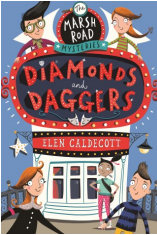 The
MARSH
ROAD
MYSTERIES
DIAMONDS
and
DAGGERS
ELEN CALDECOTT